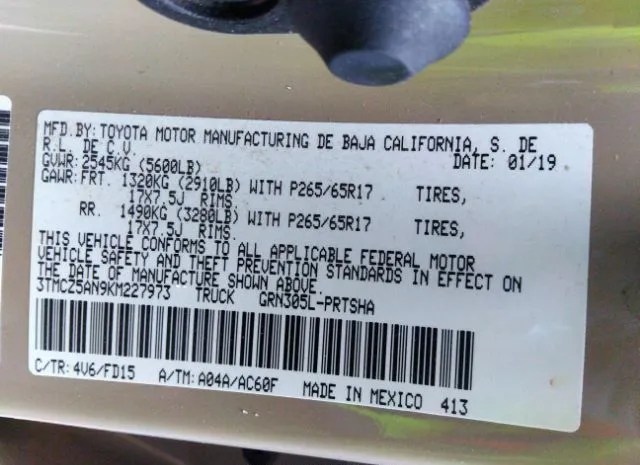 MFD.BY: TOYOTA MOTOR MANUFACTURING DE BAJA CALIFORNIA, S. DE
R.L. DE C.V. DATE: 01/19
GVWR: 2545KG (5600LB)
GAWR: FRT. 1320KG (2910LB) WITH P265/65R17 TIRES,
17X7.5J RIMS.
RR. 1490KG (3280LB) WITH P265/65R17 TIRES,
17X7.5J RIMS.
THIS VEHICLE CONFORMS TO ALL APPLICABLE FEDERAL MOTOR
VEHICLE SAFETY AND THEFT PREVENTION STANDARDS IN EFFECT ON
THE DATE OF MANUFACTURE SHOWN ABOVE.
3TMCZ5AN9KM227973 TRUCK GRN305L-PRTSHA
C/TR: 4V6/FD15 A/TM: A04A/AC60F MADE IN MEXICO 413